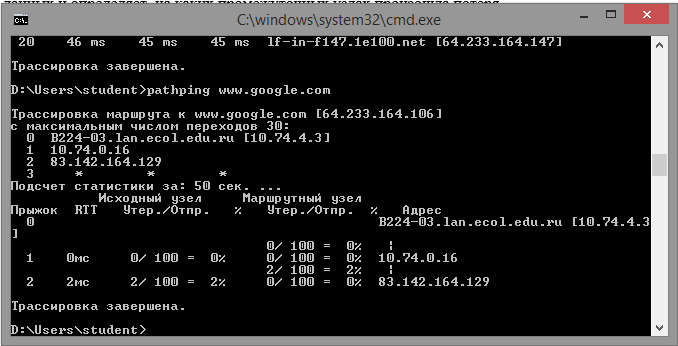 C:\windows\system32\cmd.exe
20 46 ms 45 ms 45 ms lf-in-f147.1e100.net [64.233.164.147]
Трассировка завершена.
D:\Users\student>pathping www.google.com
Трассировка маршрута к www.google.com [64.233.164.106]
с максимальным числом переходов 30:
0 B224-03.lan.ecol.edu.ru [10.74.4.3]
1 10.74.0.16
2 83.142.164.129
3 * * *
Подсчет статистики за: 50 сек. ...
Исходный узел Маршрутный узел
Прыжок RTT Утер./Отпр. % Утер./Отпр. % Адрес
0 B224-03.lan.ecol.edu.ru [10.74.4.3
]
0/ 100 = 0% |
1 0мс 0/ 100 = 0% 0/ 100 = 0% 10.74.0.16
2/ 100 = 2% |
2 2мс 2/ 100 = 2% 0/ 100 = 0% 83.142.164.129
Трассировка завершена.
D:\Users\student>